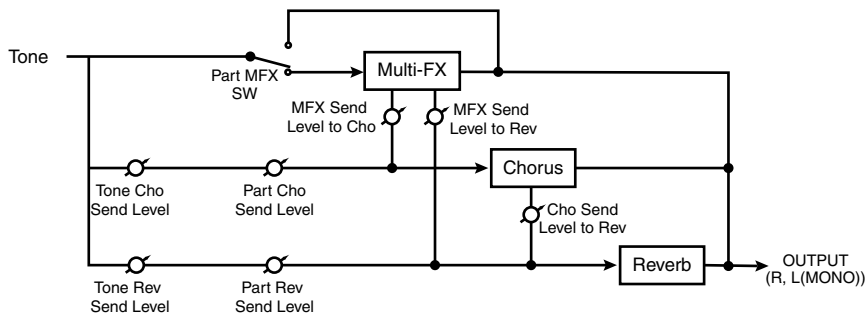 Tone
Part MFX
SW
Multi-FX
MFX Send
Level to Cho
MFX Send
Level to Rev
Tone Cho
Send Level
Part Cho
Send Level
Chorus
Cho Send
Level to Rev
Tone Rev
Send Level
Part Rev
Send Level
Reverb
OUTPUT
(R, L(MONO))